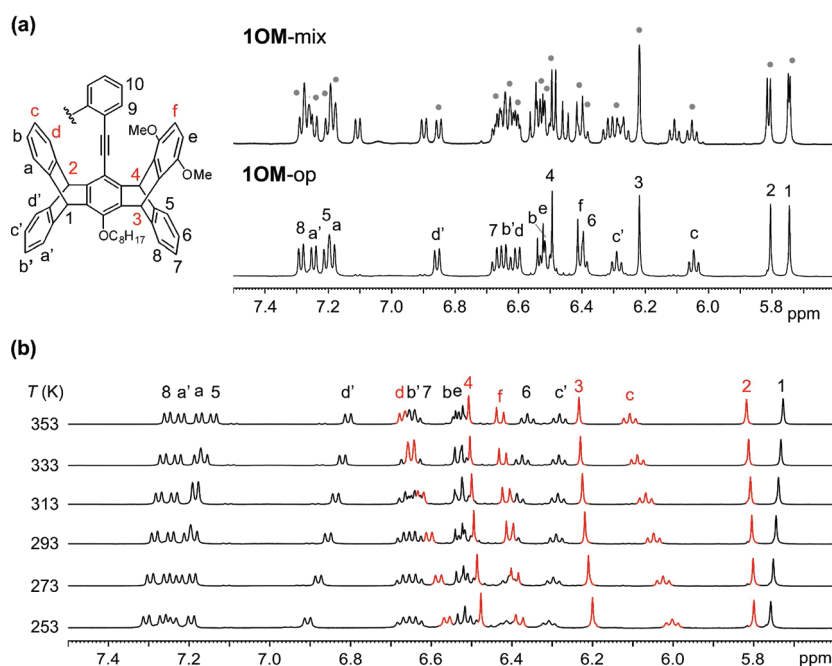 (a)
1OM-mix
10
9
c
d
b
a
2
4
f
e
MeO
OMe
d'
1
3
5
c'
b'
a'
OC8H17
6
7
8
1OM-op
8 a' 5 a d' 7 b' d b e 4 f 6 c' 3 c 2 1
7.4 7.2 7.0 6.8 6.6 6.4 6.2 6.0 5.8 ppm
(b)
T (K) 8 a' a 5 d' d b' 7 b e 4 f 6 c' 3 c 2 1
353
333
313
293
273
253
7.4 7.2 7.0 6.8 6.6 6.4 6.2 6.0 5.8 ppm